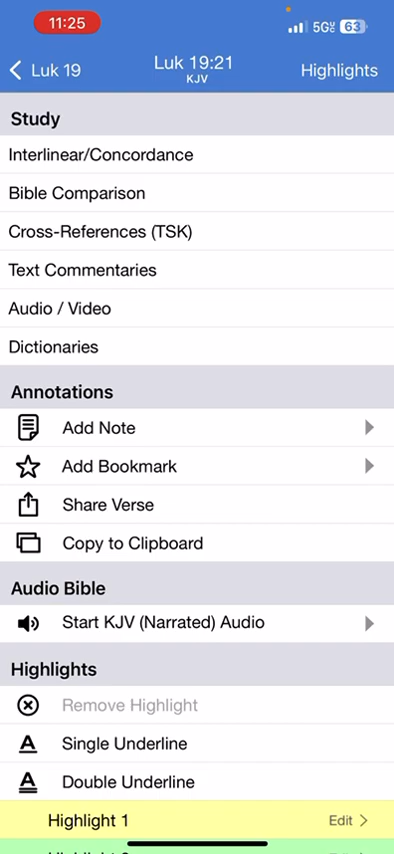 11:25
5G 63
Luk 19
Luk 19:21
KJV
Highlights
Study
Interlinear/Concordance
Bible Comparison
Cross-References (TSK)
Text Commentaries
Audio / Video
Dictionaries
Annotations
Add Note
Add Bookmark
Share Verse
Copy to Clipboard
Audio Bible
Start KJV (Narrated) Audio
Highlights
Remove Highlight
A Single Underline
A Double Underline
Highlight 1 Edit